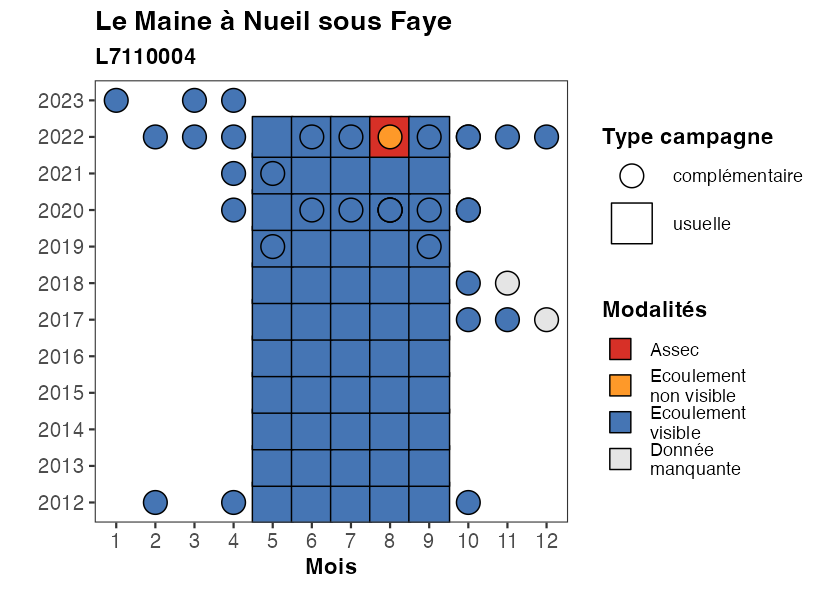 Le Maine à Nueil sous Faye
L7110004
2023
2022
2021
2020
2019
2018
2017
2016
2015
2014
2013
2012
1 2 3 4 5 6 7 8 9 10 11 12
Mois
Type campagne
complémentaire
usuelle
Modalités
Assec
Ecoulement
non visible
Ecoulement
visible
Donnée
manquante